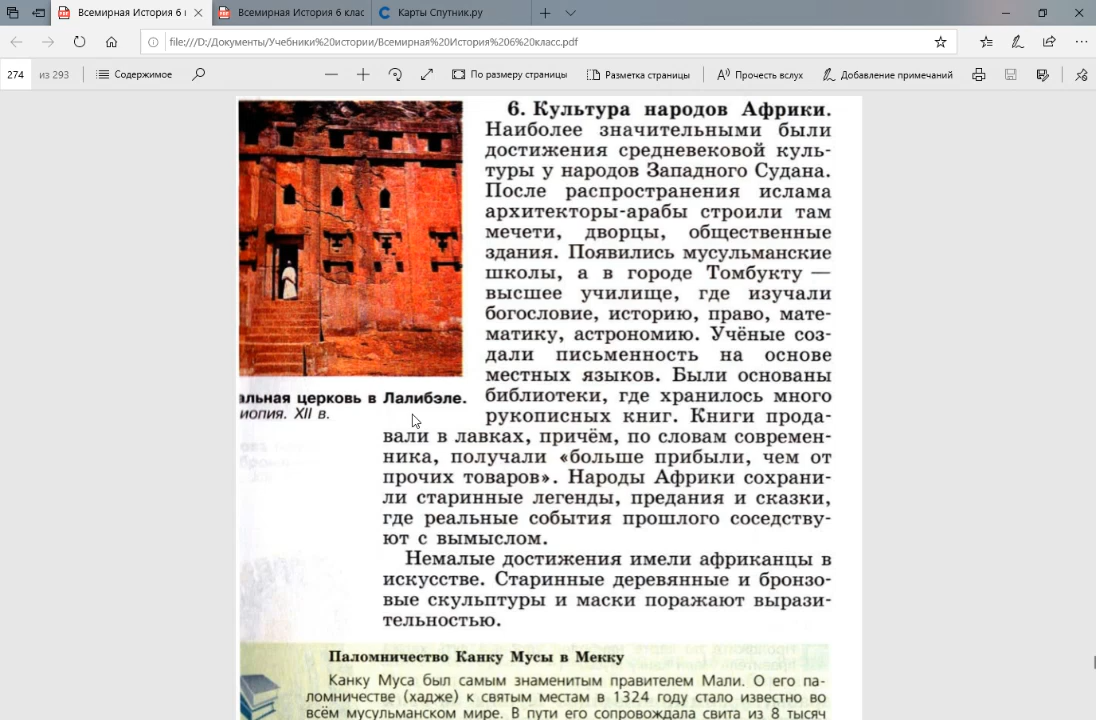 Всемирная История 6 к
Всемирная История 6 клас
Карты Спутник.ру
file:///D:/Документы/Учебники%20истории/Всемирная%20История%206%20класс.pdf
274 из 293
Содержимое
По размеру страницы
Разметка страницы
Прочесть вслух
Добавление примечаний
6. Культура народов Африки.
Наиболее значительными были
достижения средневековой куль-
туры у народов Западного Судана.
После распространения ислама
архитекторы-арабы строили там
мечети, дворцы, общественные
здания. Появились мусульманские
школы, а в городе Томбукту —
высшее училище, где изучали
богословие, историю, право, мате-
матику, астрономию. Учёные соз-
дали письменность на основе
местных языков. Были основаны
библиотеки, где хранилось много
рукописных книг. Книги прода-
вали в лавках, причём, по словам современ-
ника, получали «больше прибыли, чем от
прочих товаров». Народы Африки сохрани-
ли старинные легенды, предания и сказки,
где реальные события прошлого соседству-
ют с вымыслом.
Немалые достижения имели африканцы в
искусстве. Старинные деревянные и бронзо-
вые скульптуры и маски поражают вырази-
тельностью.
альная церковь в Лалибэле.
иопия. XII в.
Паломничество Канку Мусы в Мекку
Канку Муса был самым знаменитым правителем Мали. О его па-
ломничестве (хадже) к святым местам в 1324 году стало известно во
всём мусульманском мире. В пути его сопровождала свита из 8 тысяч